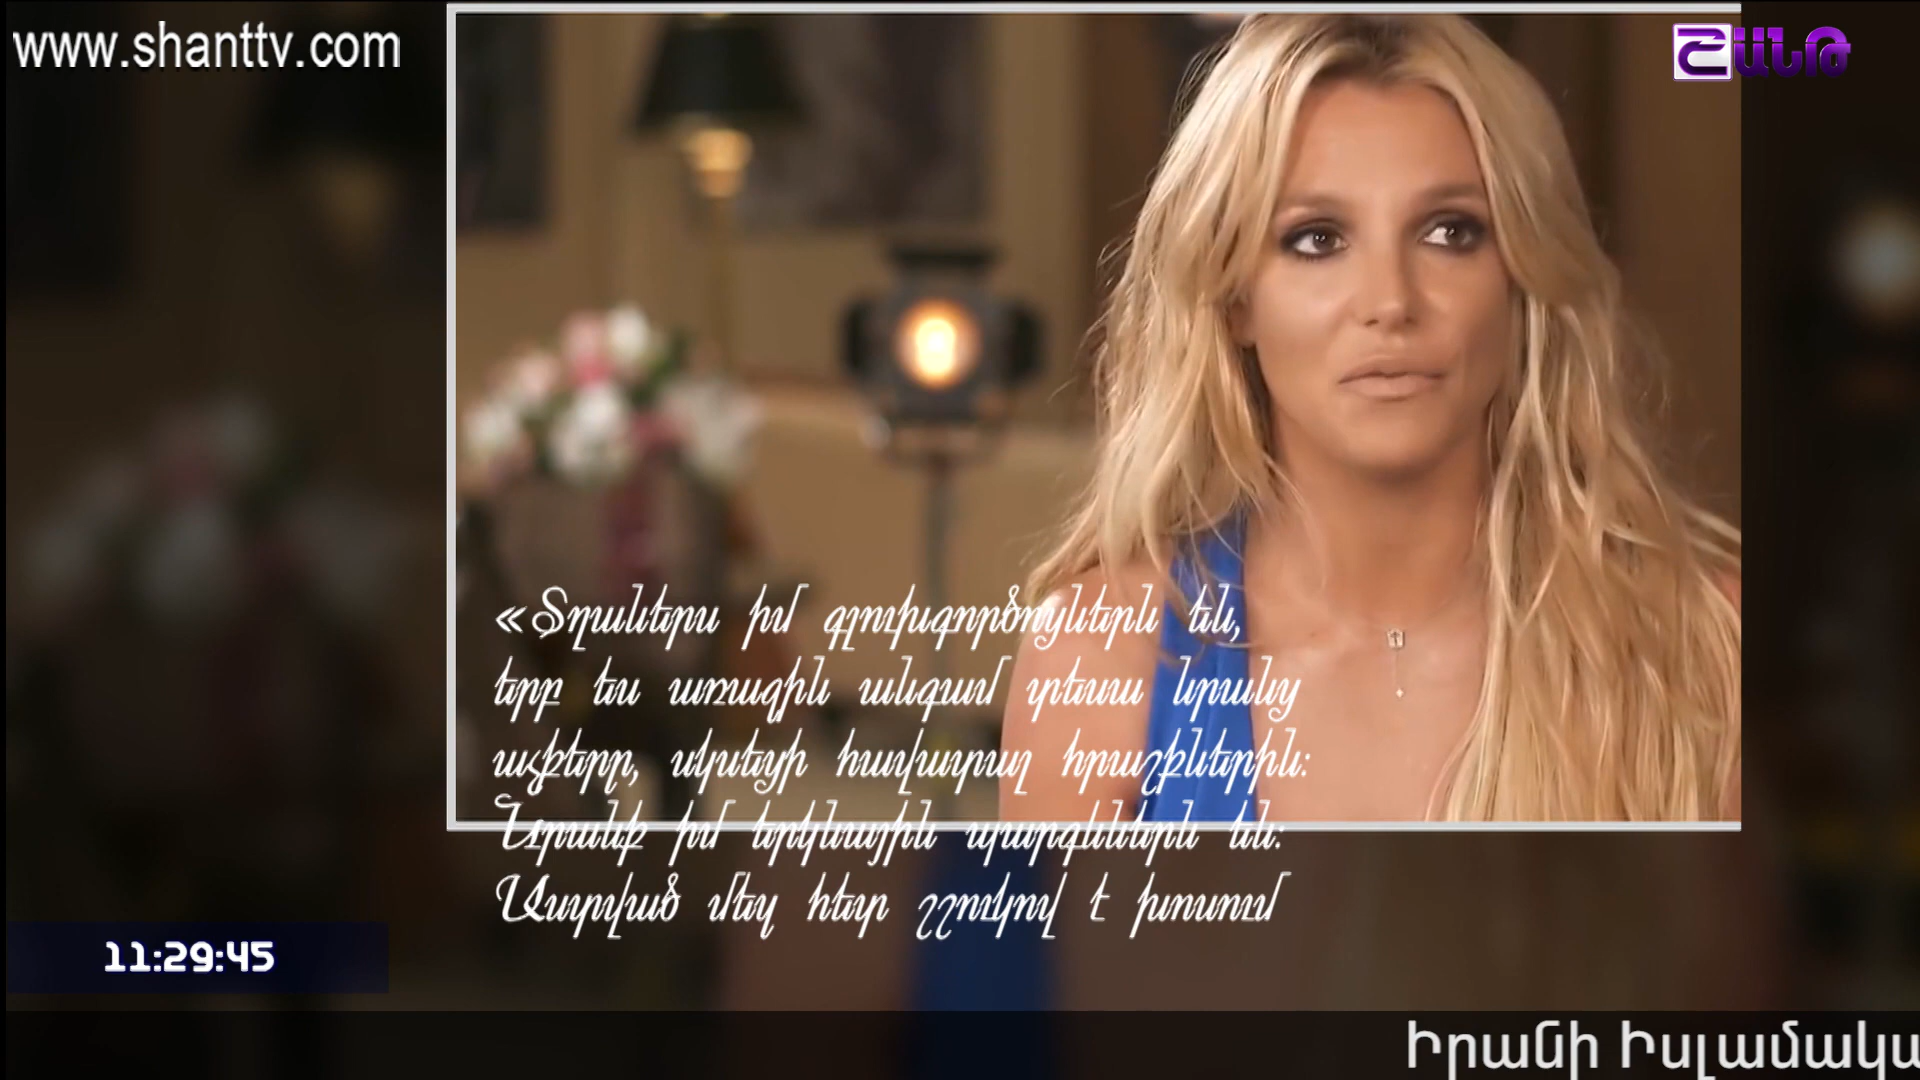 www.shanttv.com
ՇԱՆԹ
«Տղաներս իմ գլուխգործոցներն են,
երբ ես առաջին անգամ տեսա նրանց
աչքերը, սկսեցի հավատալ հրաշքներին:
Նրանք իմ երկնային պարգևներն են:
Աստված մեզ հետ շշուկով է խոսում
11:29:45
Իրանի Իսլամակա